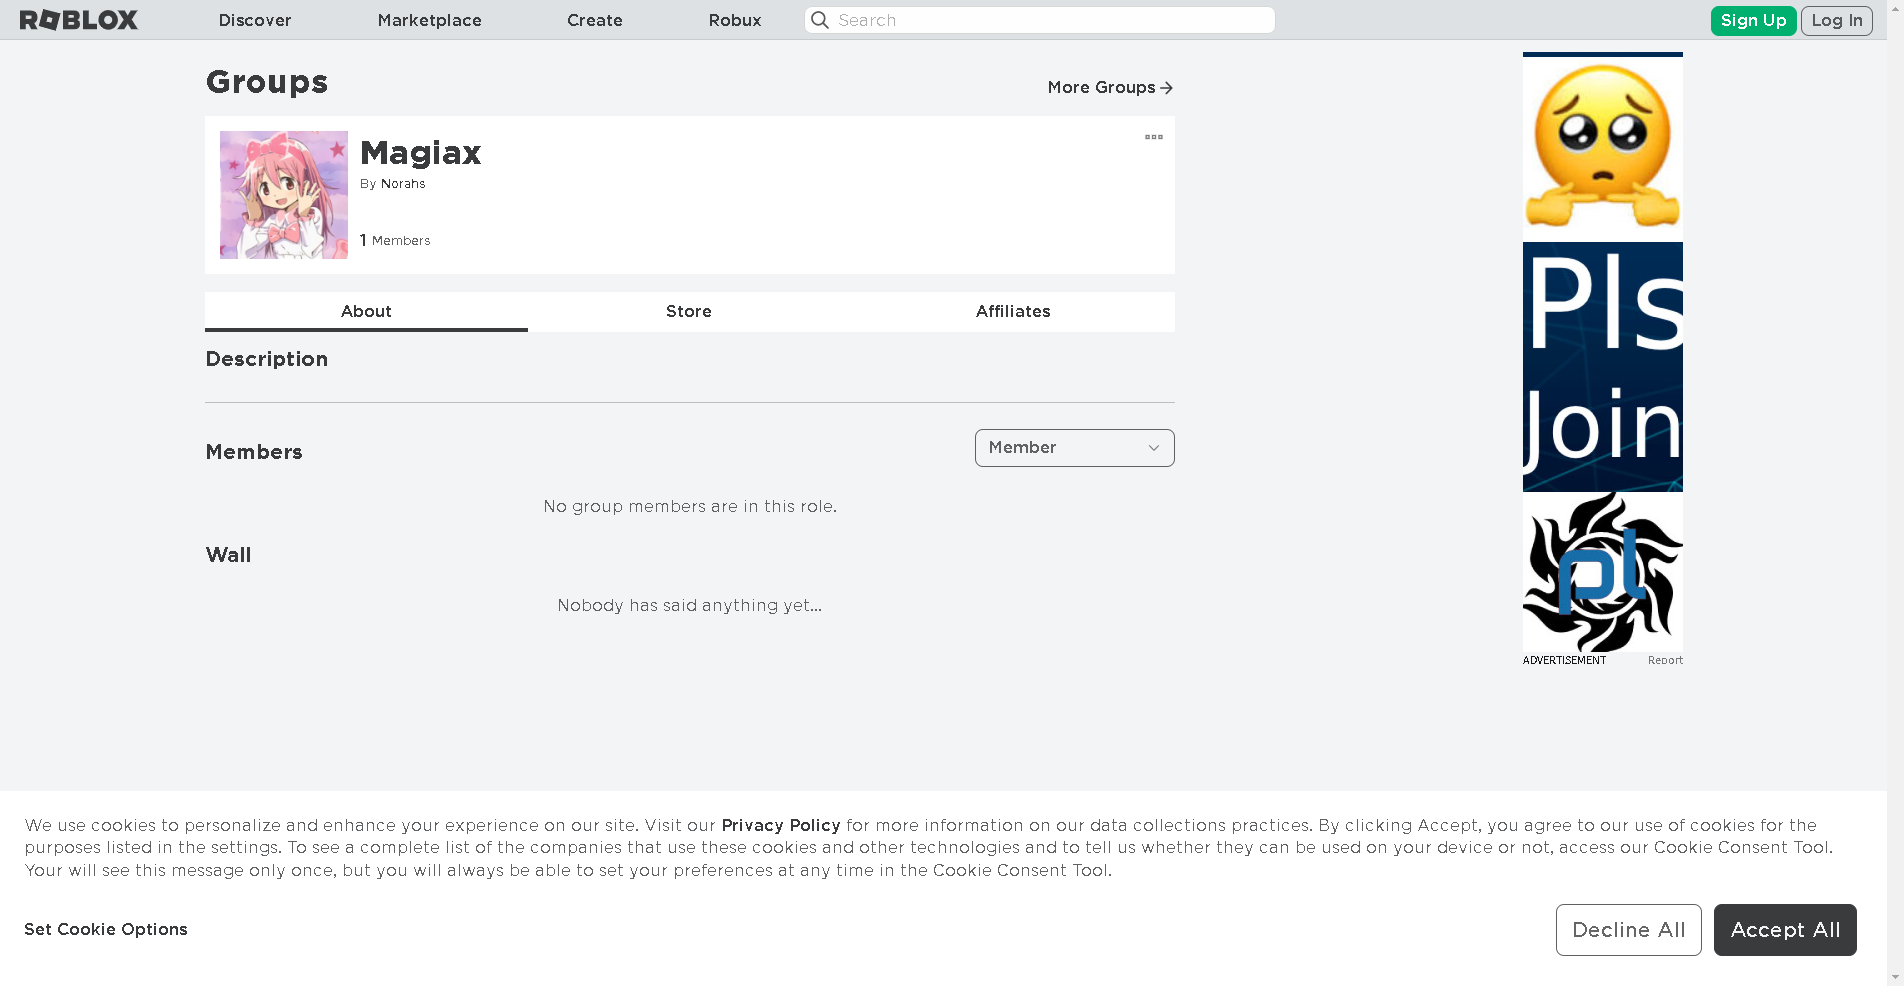 ROBLOX Discover Marketplace Create Robux Search Sign Up Log In
Groups
More Groups
Magiax
By Norahs
1 Members
About Store Affiliates
Description
Members
Member
No group members are in this role.
Wall
Nobody has said anything yet...
Pls
Join
pl
ADVERTISEMENT Report
We use cookies to personalize and enhance your experience on our site. Visit our Privacy Policy for more information on our data collections practices. By clicking Accept, you agree to our use of cookies for the
purposes listed in the settings. To see a complete list of the companies that use these cookies and other technologies and to tell us whether they can be used on your device or not, access our Cookie Consent Tool.
Your will see this message only once, but you will always be able to set your preferences at any time in the Cookie Consent Tool.
Set Cookie Options
Decline All Accept All